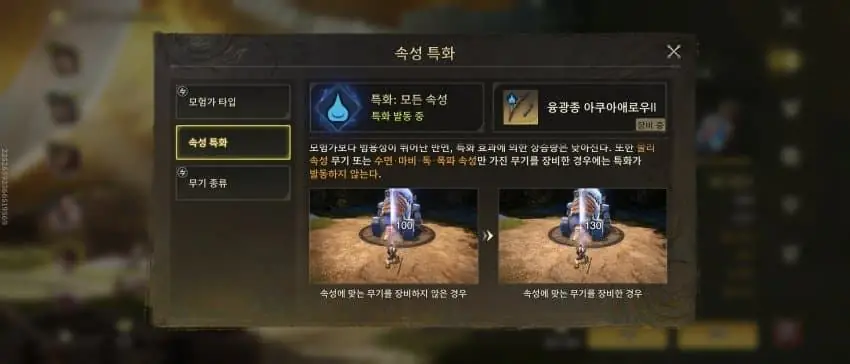 속성 특화
모험가 타입
속성 특화
무기 종류
특화: 모든 속성
특화 발동 중
융광종 아쿠아애로우II
장비 중
모험가보다 범용성이 뛰어난 반면, 특화 효과에 의한 상승량은 낮아진다. 또한 물리
속성 무기 또는 수면·마비·독·폭파 속성만 가진 무기를 장비한 경우에는 특화가
발동하지 않는다.
100
130
속성에 맞는 무기를 장비하지 않은 경우
속성에 맞는 무기를 장비한 경우